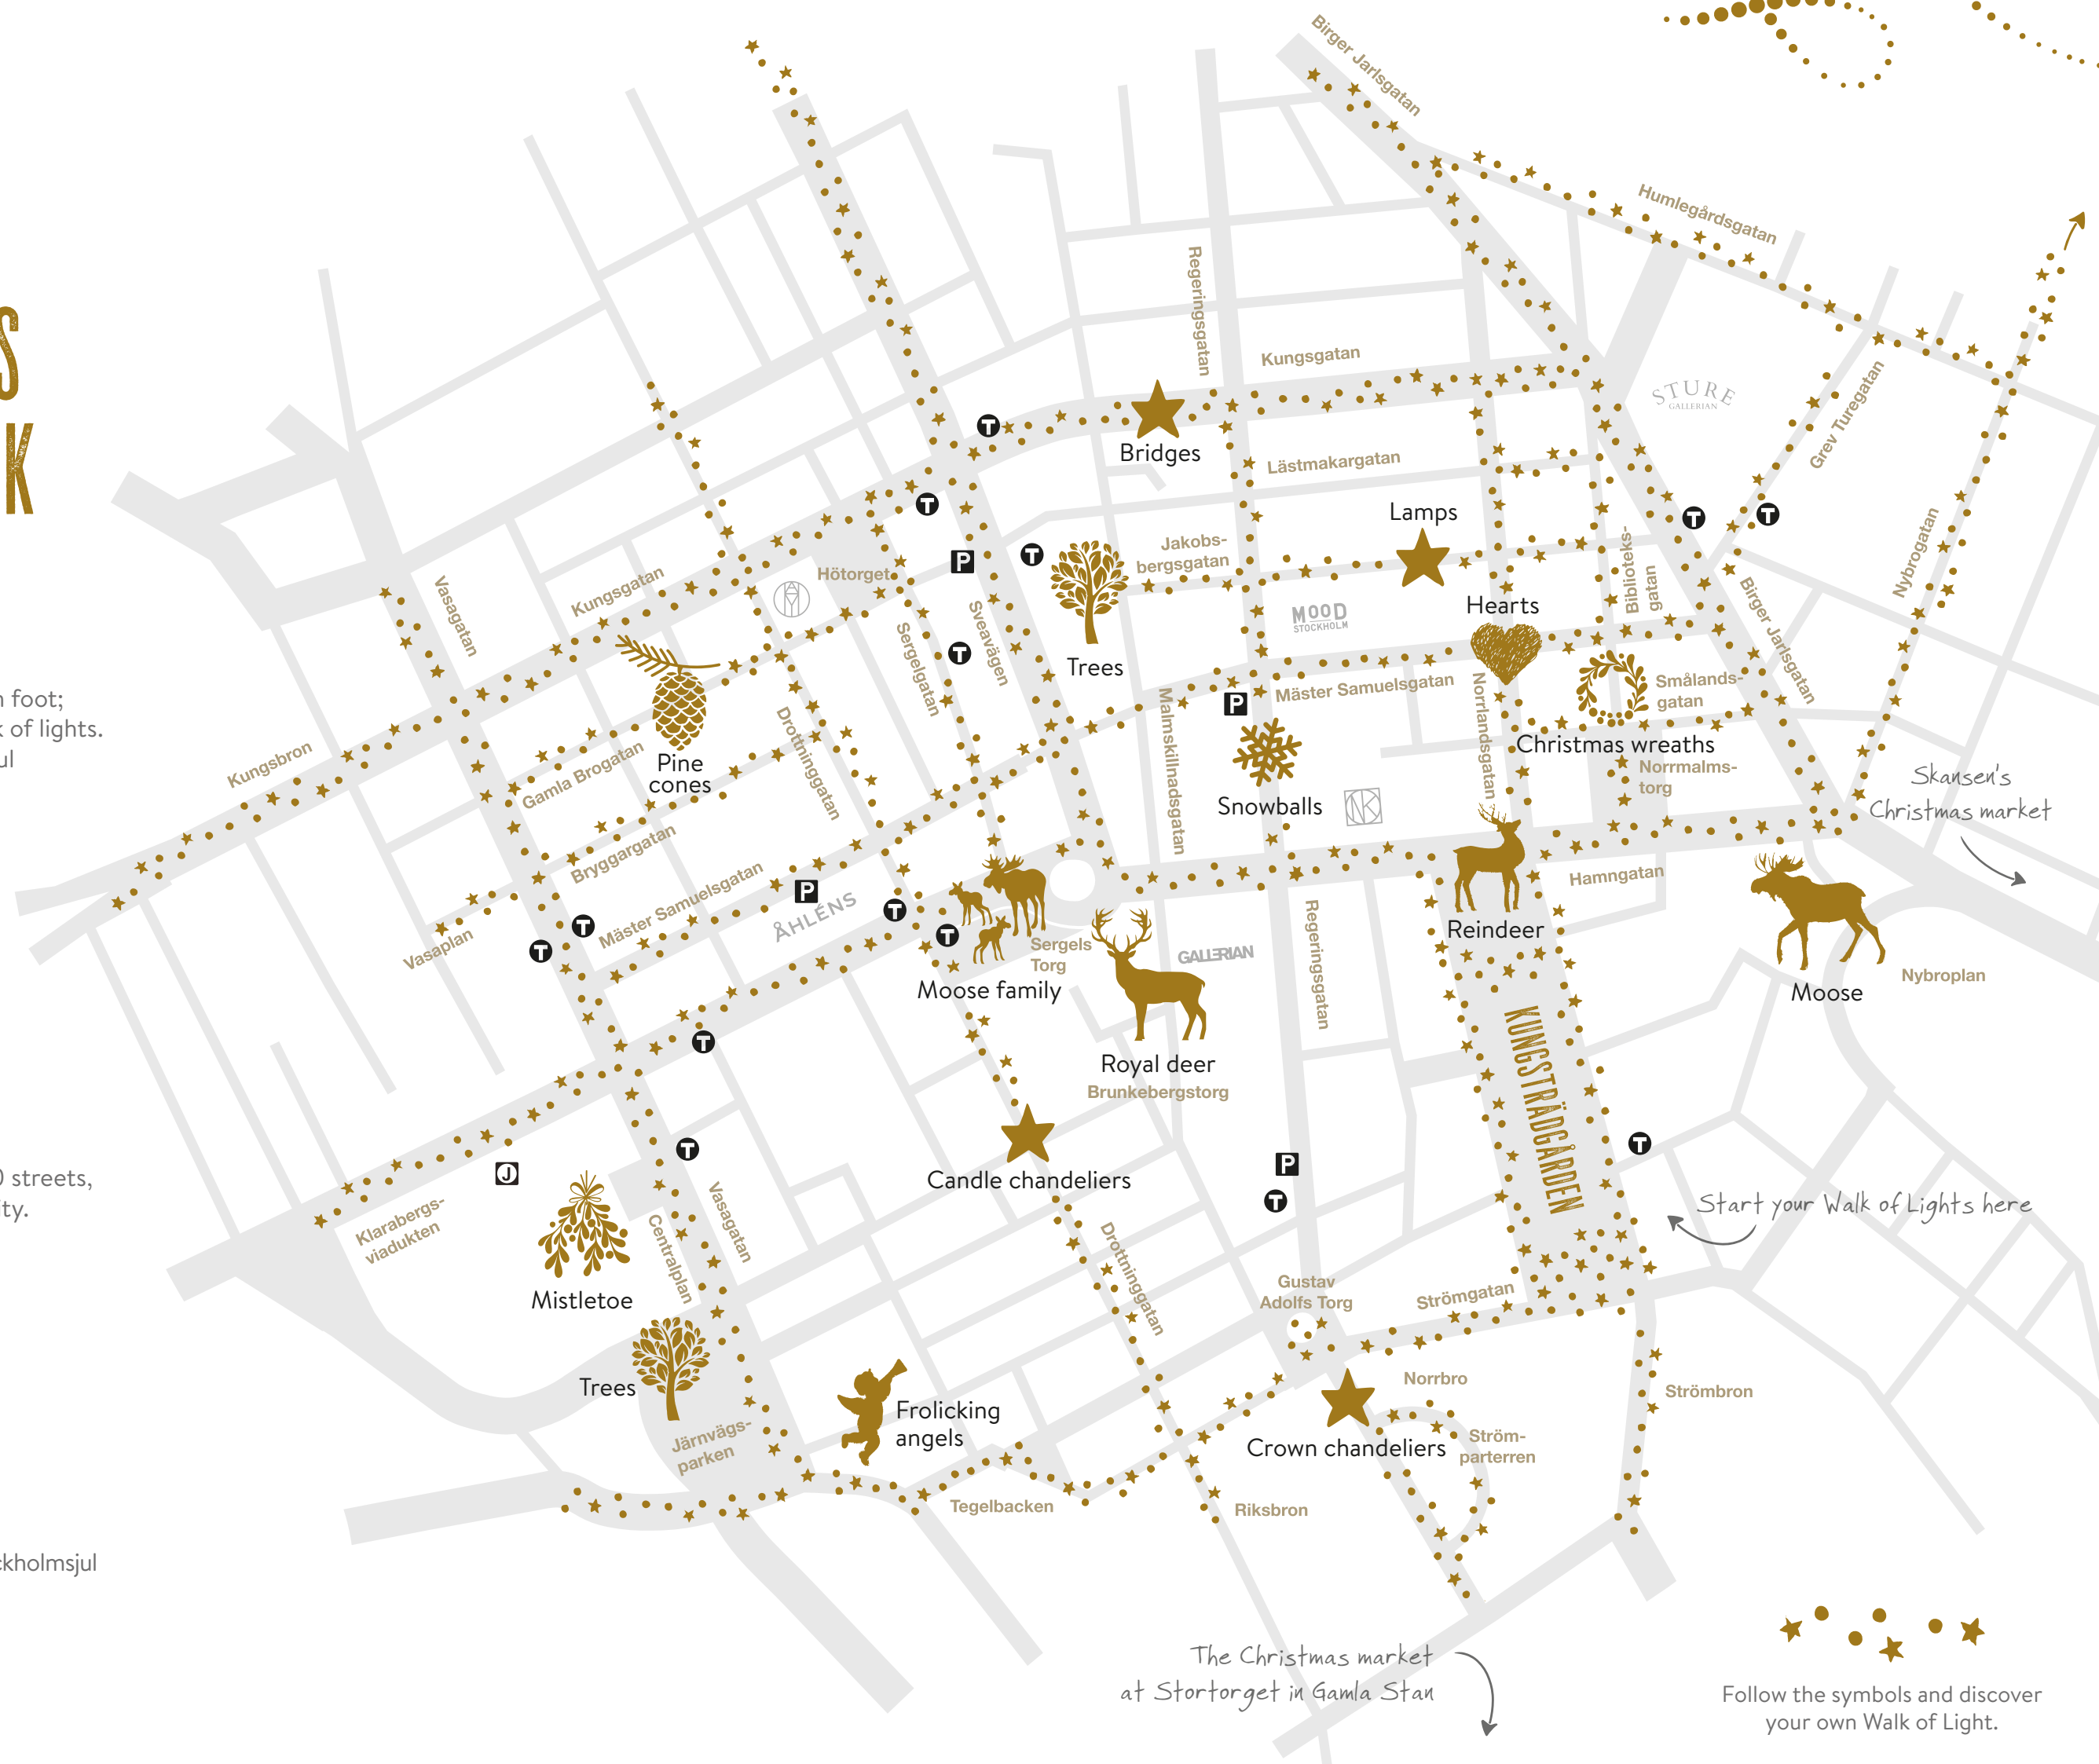 S
K
n foot;
k of lights.
ul
0 streets,
ity.
ckholmsjul
Birger Jarlsgatan
Humlegårdsgatan
Regeringsgatan
Kungsgatan
STURE
GALLERIAN
Grev Turegatan
T
Bridges
Lästmakargatan
T
Lamps
T
T
P
T
Jakobs-
bergsgatan
Biblioteks-
gatan
Nybrogatan
Vasagatan
Kungsgatan
Hötorget
MOOD
STOCKHOLM
Hearts
Birger Jarlsgatan
Sergelgatan
Sveavägen
T
Trees
Mäster Samuelsgatan
Smålands-
gatan
P
Malmskillnadsgatan
Norrlandsgatan
Drottninggatan
Kungsbron
Gamla Brogatan
Pine
cones
Christmas wreaths
Norrmalms-
torg
Snowballs
NK
Skansen's
Christmas market
Bryggargatan
Mäster Samuelsgatan
P
ÅHLÉNS
Hamngatan
T
T
T
T
Vasaplan
Sergels
Torg
Moose family
GALLERIAN
Regeringsgatan
Reindeer
Moose
Nybroplan
T
Royal deer
Brunkebergstorg
KUNGSTRÄDGÅRDEN
T
T
J
P
T
Candle chandeliers
Start your Walk of Lights here
Klarabergs-
viadukten
Mistletoe
Centralplan
Vasagatan
Drottninggatan
Gustav
Adolfs Torg
Strömgatan
Trees
Frolicking
angels
Norrbro
Strömbron
Järnvägs-
parken
Crown chandeliers
Ström-
parterren
Tegelbacken
Riksbron
The Christmas market
at Stortorget in Gamla Stan
Follow the symbols and discover
your own Walk of Light.